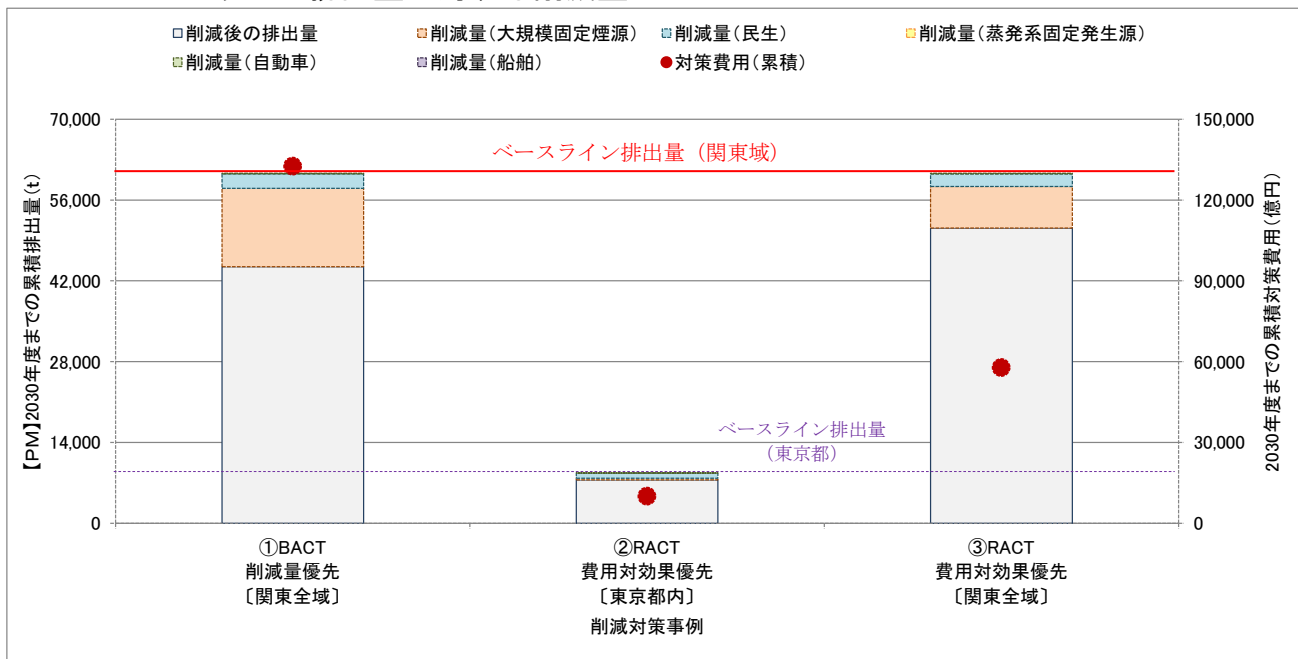 削減後の排出量
削減量(大規模固定煙源)
削減量(民生)
削減量(蒸発系固定発生源)
削減量(自動車)
削減量(船舶)
対策費用(累積)
【PM】2030年度までの累積排出量(t)
70,000
56,000
42,000
28,000
14,000
0
ベースライン排出量（関東域）
ベースライン排出量
（東京都）
150,000
120,000
90,000
60,000
30,000
0
2030年度までの累積対策費用(億円)
①BACT
削減量優先
〔関東全域〕
②RACT
費用対効果優先
〔東京都内〕
③RACT
費用対効果優先
〔関東全域〕
削減対策事例